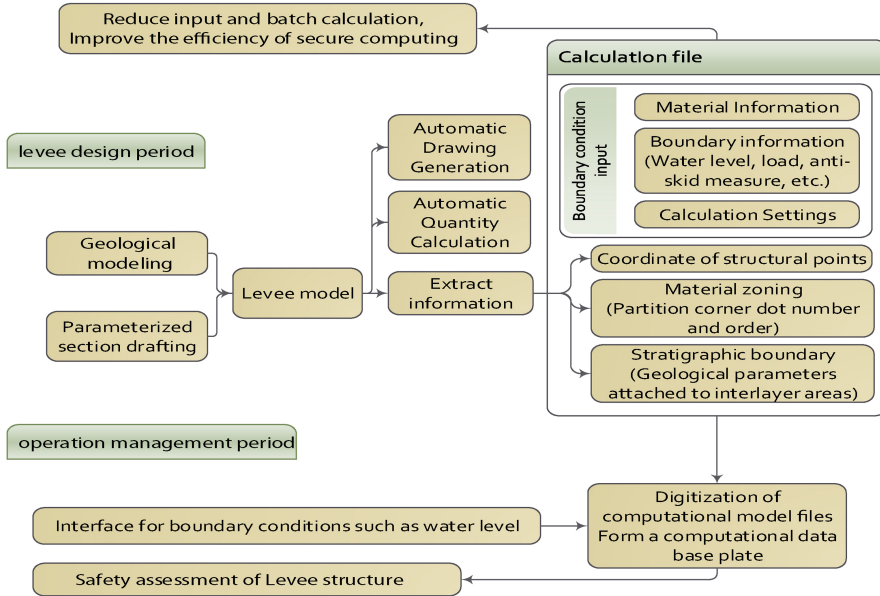 Reduce input and batch calculation,
Improve the efficiency of secure computing
Calculation file
Boundary condition
input
Material Information
Boundary information
(Water level, load, anti-
skid measure, etc.)
Calculation Settings
levee design period
Automatic
Drawing
Generation
Automatic
Quantity
Calculation
Geological
modeling
Levee model
Extract
information
Parameterized
section drafting
Coordinate of structural points
Material zoning
(Partition corner dot number
and order)
Stratigraphic boundary
(Geological parameters
attached to interlayer areas)
operation management period
Interface for boundary conditions such as water level
Digitization of
computational model files
Form a computational data
base plate
Safety assessment of Levee structure